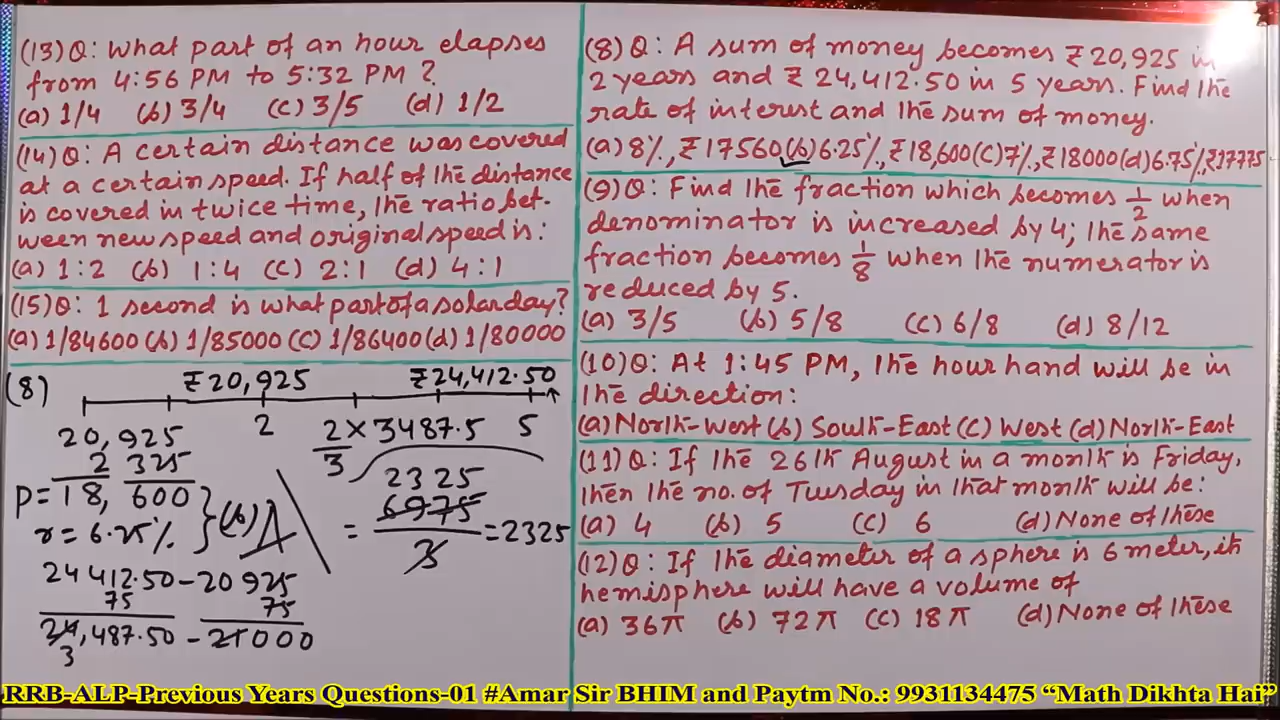 (13)Q: What part of an hour elapses
from 4:56 PM to 5:32 PM ?
(a) 1/4 (b) 3/4 (c) 3/5 (d) 1/2
(14)Q: A certain distance was covered
at a certain speed. If half of the distance
is covered in twice time, the ratio bet-
ween new speed and original speed is:
(a) 1:2 (b) 1:4 (c) 2:1 (d) 4:1
(15)Q: 1 second is what part of a solar day?
(a) 1/84600 (b) 1/85000 (c) 1/86400 (d) 1/80000
(8) ₹20,925 ₹24,412.50
2 5
20,925
2 325
P= 18, 600
r = 6.25%
} (b) A
2/3 × 3487.5
2325
= 6975/3 = 2325
24412.50 - 20925
75 75
24,487.50 - 21000
3
(8)Q: A sum of money becomes ₹20,925 in
2 years and ₹24,412.50 in 5 years. Find the
rate of interest and the sum of money.
(a) 8%, ₹17560 (b) 6.25%, ₹18,600 (c) 7%, ₹18000 (d) 6.75%, ₹17775
(9)Q: Find the fraction which becomes 1/2 when
denominator is increased by 4; the same
fraction becomes 1/8 when the numerator is
reduced by 5.
(a) 3/5 (b) 5/8 (c) 6/8 (d) 8/12
(10)Q: At 1:45 PM, the hour hand will be in
the direction:
(a) North-West (b) South-East (c) West (d) North-East
(11)Q: If the 26th August in a month is Friday,
then the no. of Tuesday in that month will be:
(a) 4 (b) 5 (c) 6 (d) None of these
(12)Q: If the diameter of a sphere is 6 meter, its
hemisphere will have a volume of
(a) 36π (b) 72π (c) 18π (d) None of these
RRB-ALP-Previous Years Questions-01 #Amar Sir BHIM and Paytm No.: 9931134475 “Math Dikhta Hai”